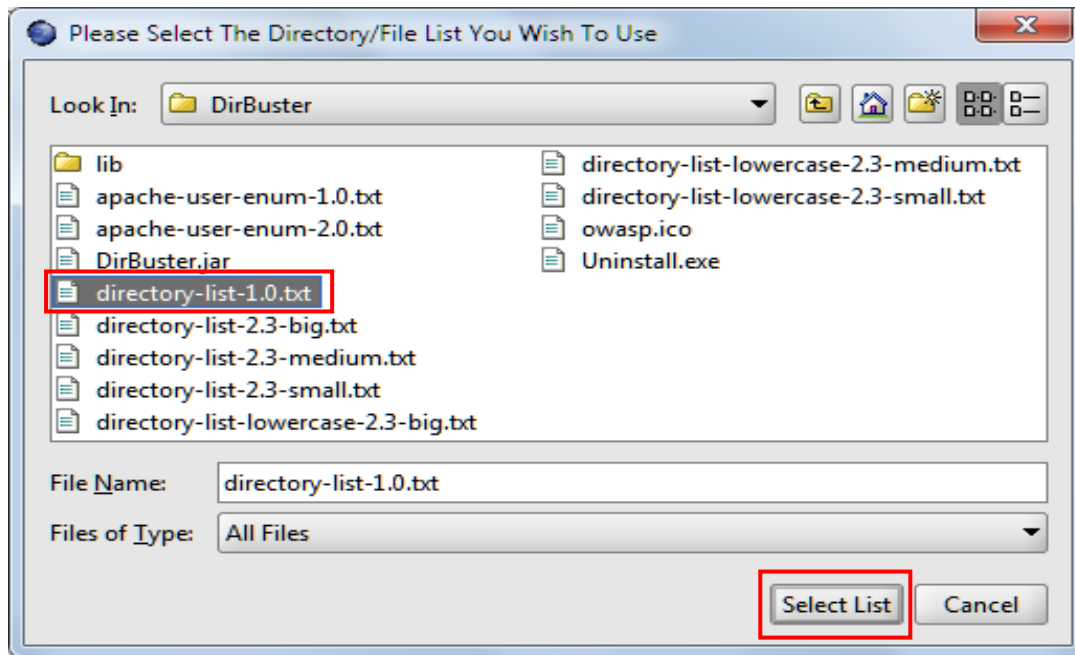 Please Select The Directory/File List You Wish To Use
Look In: DirBuster
lib
apache-user-enum-1.0.txt
apache-user-enum-2.0.txt
DirBuster.jar
directory-list-1.0.txt
directory-list-2.3-big.txt
directory-list-2.3-medium.txt
directory-list-2.3-small.txt
directory-list-lowercase-2.3-big.txt
directory-list-lowercase-2.3-medium.txt
directory-list-lowercase-2.3-small.txt
owasp.ico
Uninstall.exe
File Name: directory-list-1.0.txt
Files of Type: All Files
Select List Cancel